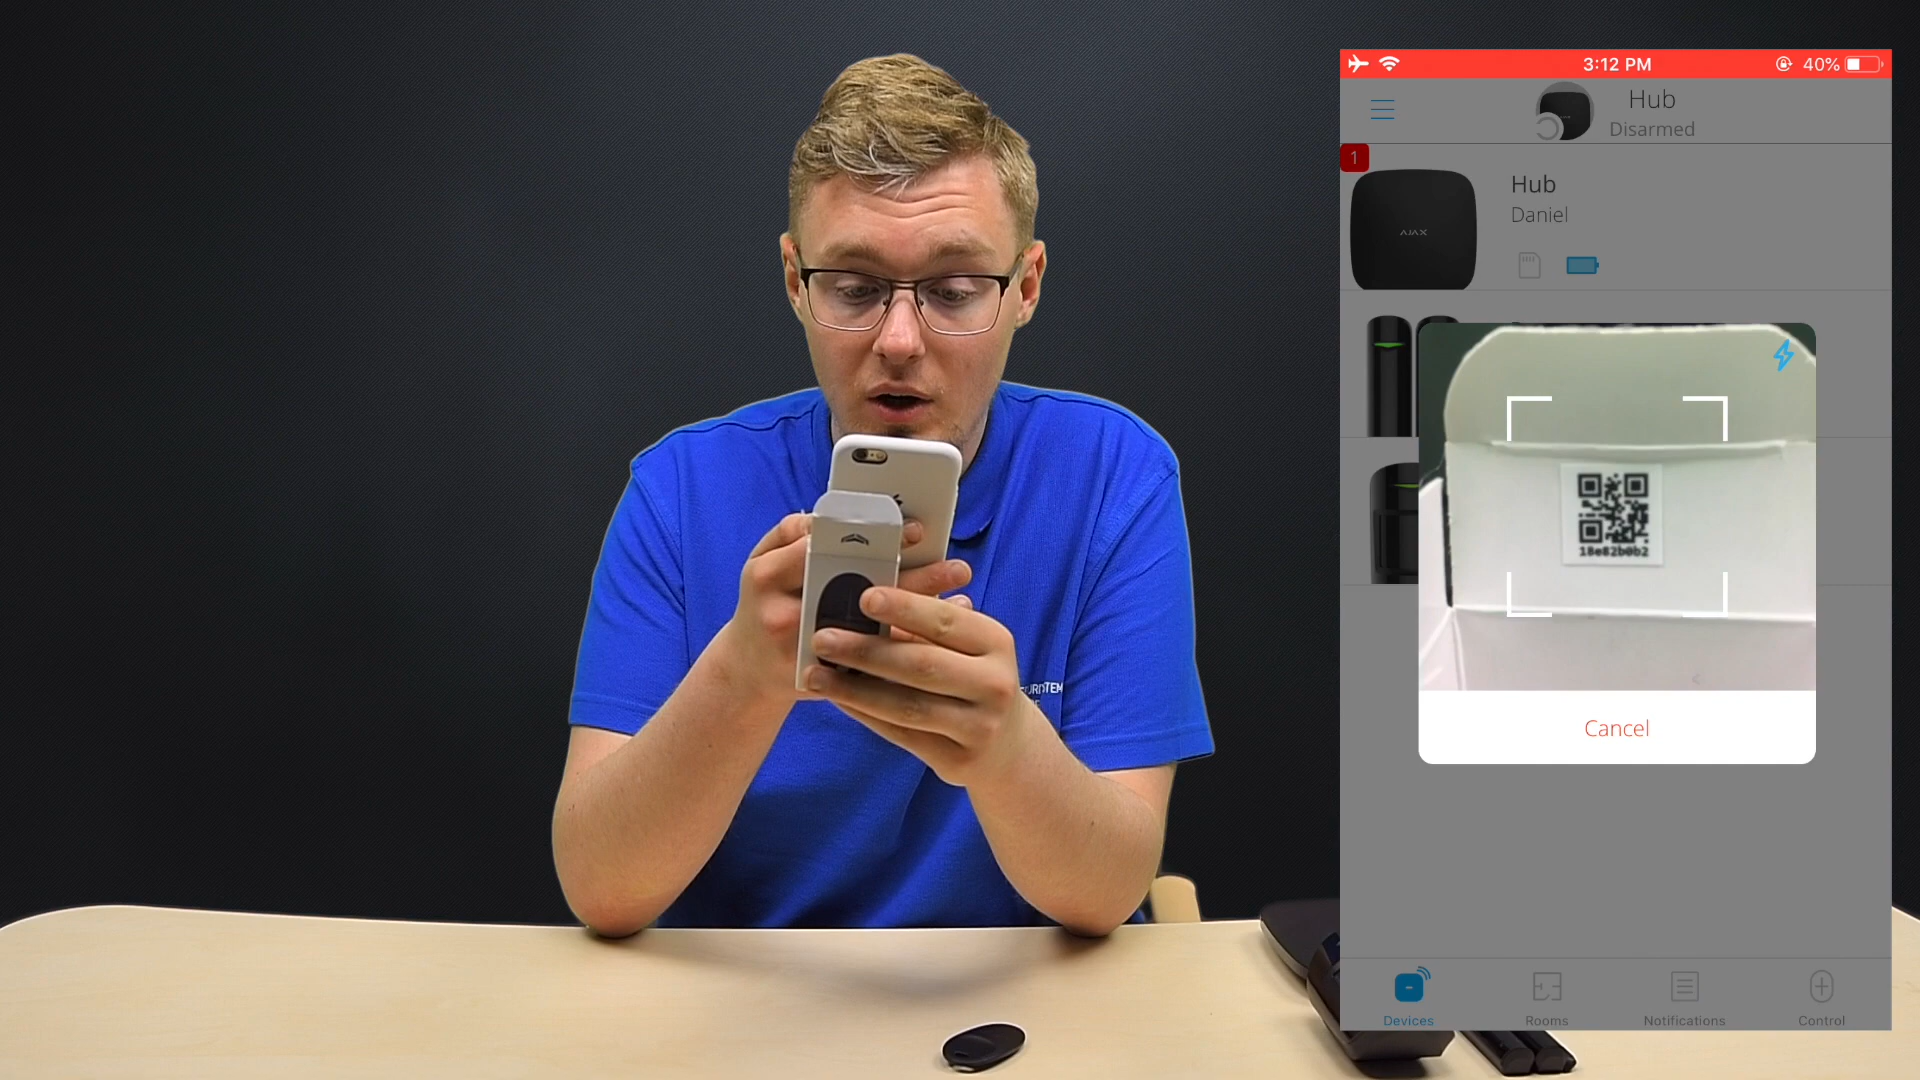 3:12 PM
40%
Hub
Disarmed
1
Hub
Daniel
AJAX
18e82b0b2
Cancel
Devices
Rooms
Notifications
Control